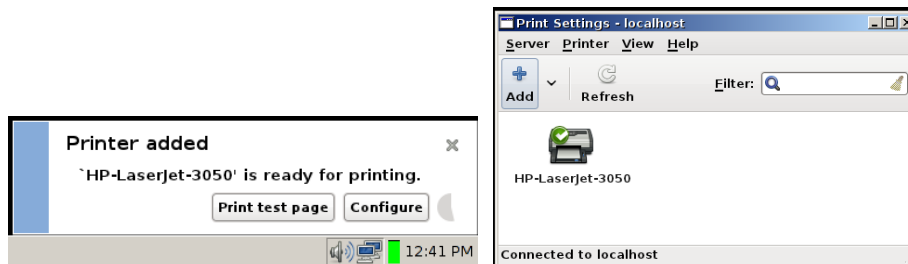 Printer added
`HP-LaserJet-3050' is ready for printing.
Print test page Configure
12:41 PM
Print Settings - localhost
Server Printer View Help
Add Refresh Filter:
HP-LaserJet-3050
Connected to localhost